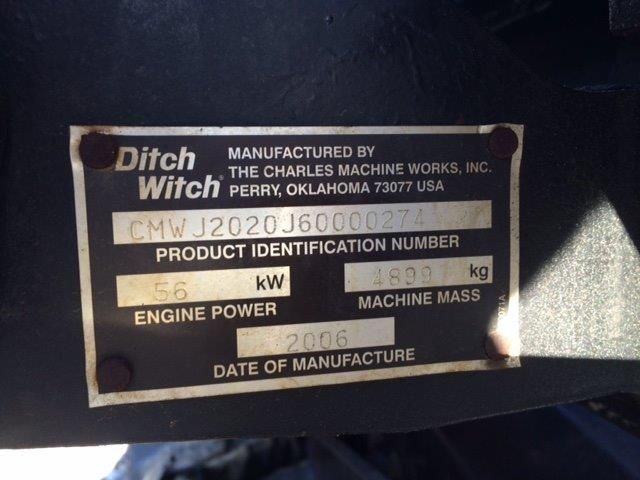 Ditch Witch®
MANUFACTURED BY
THE CHARLES MACHINE WORKS, INC.
PERRY, OKLAHOMA 73077 USA
CMWJ2020J60000274
PRODUCT IDENTIFICATION NUMBER
56 kW
ENGINE POWER
4899 kg
MACHINE MASS
2006
DATE OF MANUFACTURE